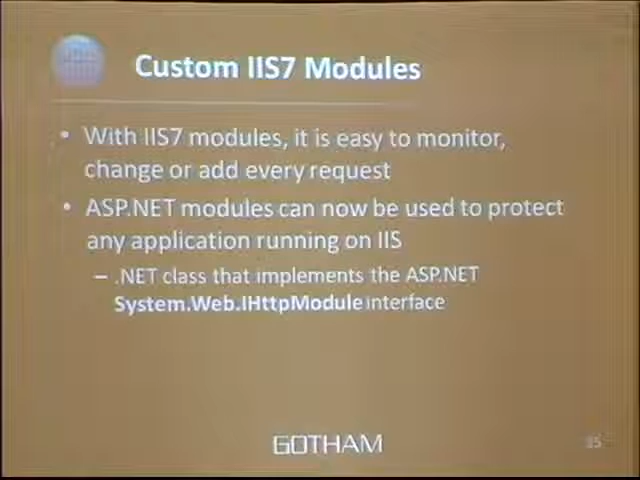 Custom IIS7 Modules
• With IIS7 modules, it is easy to monitor,
change or add every request
• ASP.NET modules can now be used to protect
any application running on IIS
– .NET class that implements the ASP.NET
System.Web.IHttpModule interface
GOTHAM